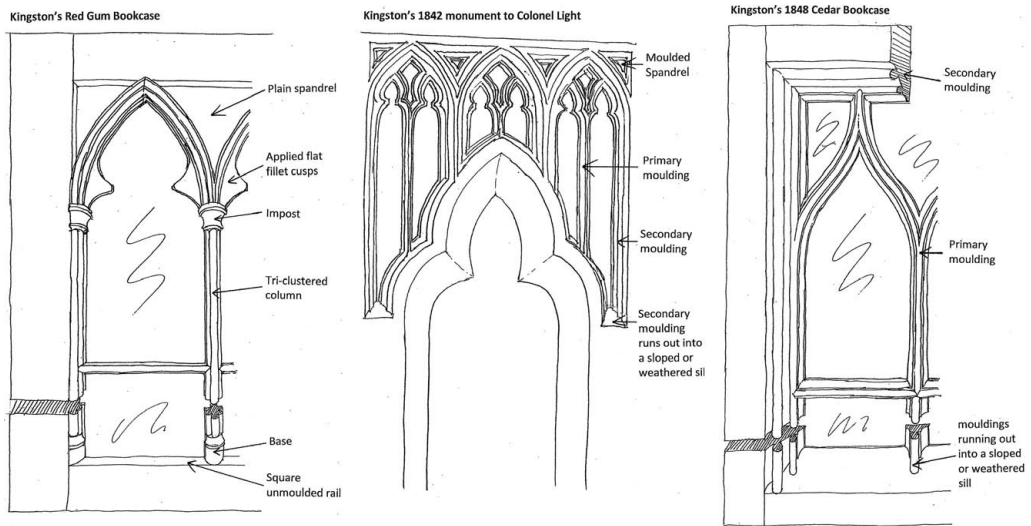 Kingston's Red Gum Bookcase
Plain spandrel
Applied flat
fillet cusps
Impost
Tri-clustered
column
Base
Square
unmoulded rail
Kingston's 1842 monument to Colonel Light
Moulded
Spandrel
Primary
moulding
Secondary
moulding
Secondary
moulding
runs out into
a sloped or
weathered sil
Kingston's 1848 Cedar Bookcase
Secondary
moulding
Primary
moulding
mouldings
running out
into a sloped
or weathered
sill